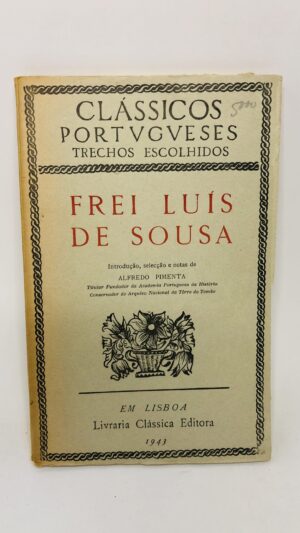 CLÁSSICOS
PORTVGVESES
TRECHOS ESCOLHIDOS
FREI LUÍS
DE SOUSA
Introdução, selecção e notas de
ALFREDO PIMENTA
Titular Fundador da Academia Portuguesa da História
Conservador do Arquivo Nacional da Tôrre do Tombo
EM LISBOA
Livraria Clássica Editora
1943